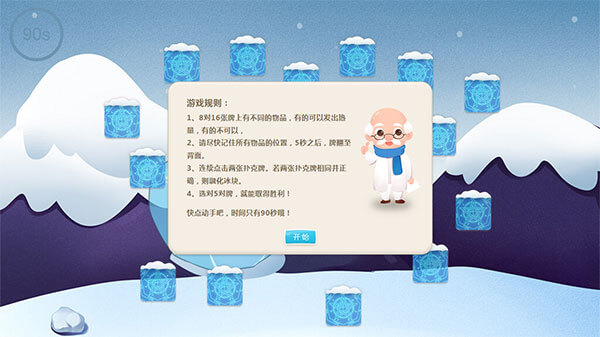 90s
游戏规则：
1、8对16张牌上有不同的物品，有的可以发出热
量，有的不可以，
2、请尽快记住所有物品的位置，5秒之后，牌翻至
背面。
3、连续点击两张扑克牌。若两张扑克牌相同并正
确，则融化冰块。
4、选对5对牌，就能取得胜利！
快点动手吧，时间只有90秒哦！
开始